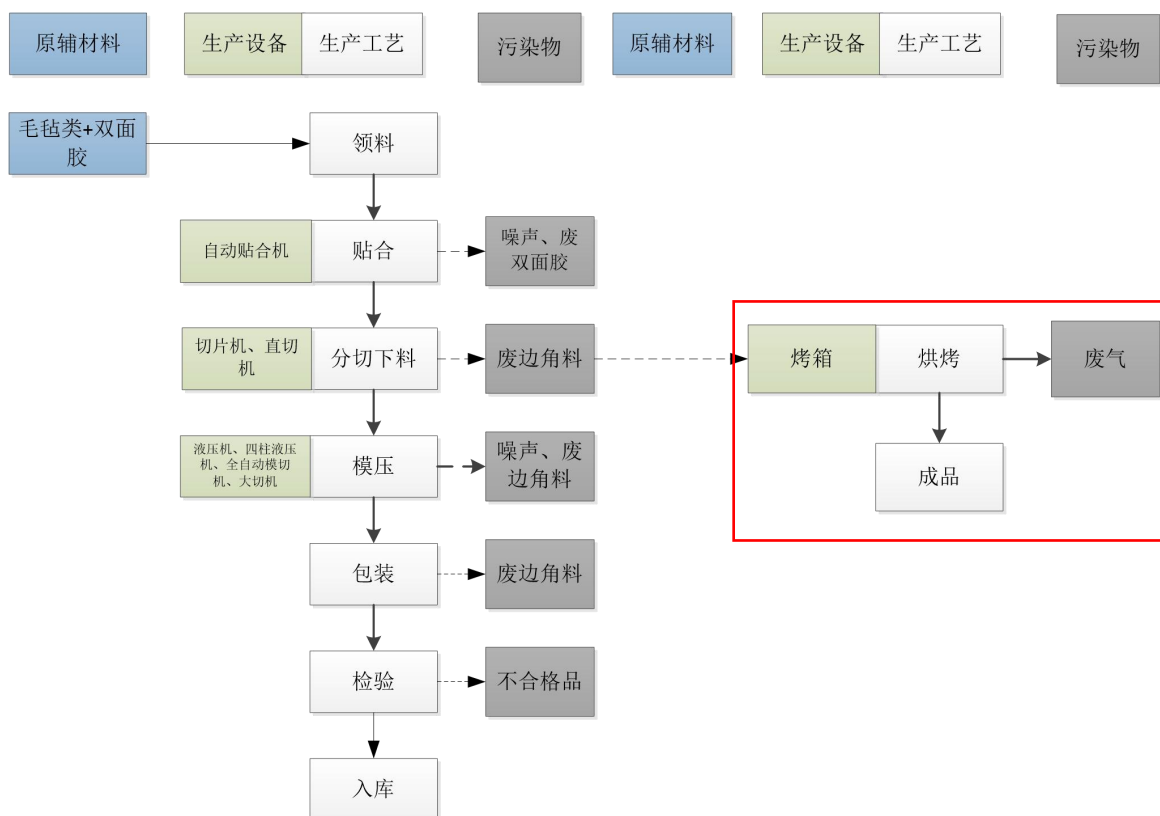 原辅材料
生产设备
生产工艺
污染物
原辅材料
生产设备
生产工艺
污染物
毛毡类+双面
胶
领料
自动贴合机
贴合
噪声、废
双面胶
切片机、直切
机
分切下料
废边角料
烤箱
烘烤
废气
液压机、四柱液压
机、全自动模切
机、大切机
模压
噪声、废
边角料
成品
包装
废边角料
检验
不合格品
入库